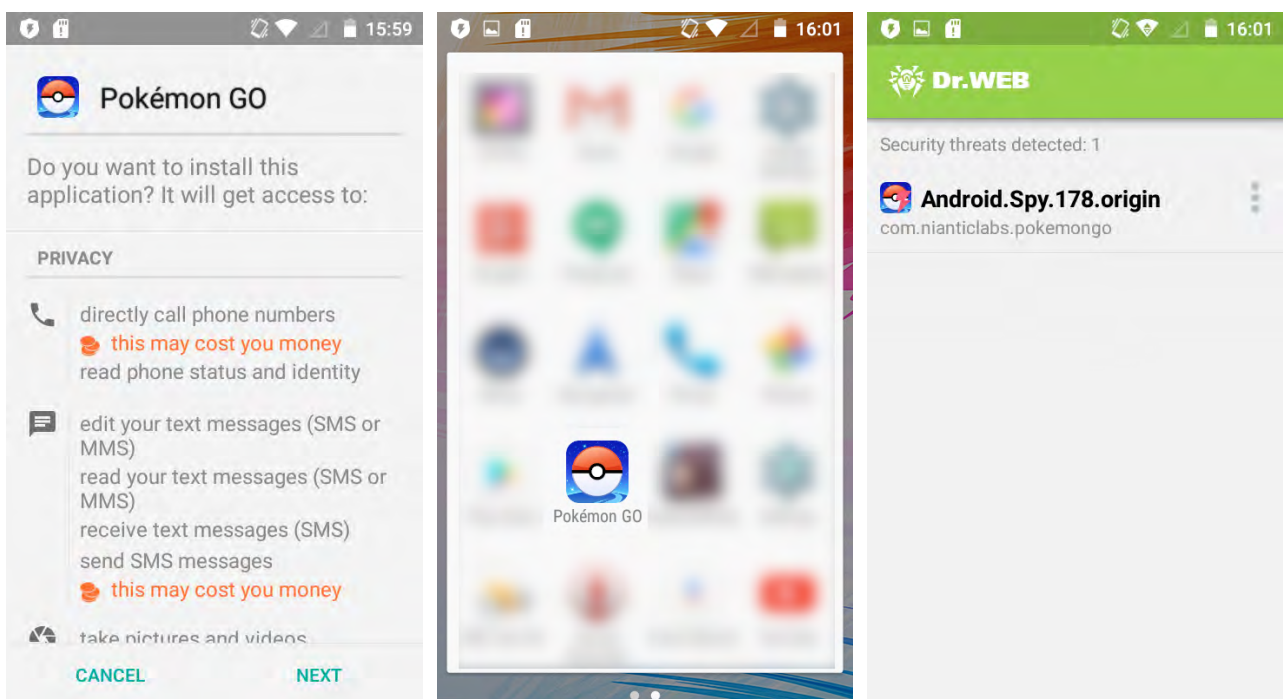 15:59
Pokémon GO
Do you want to install this
application? It will get access to:
PRIVACY
directly call phone numbers
this may cost you money
read phone status and identity
edit your text messages (SMS or
MMS)
read your text messages (SMS or
MMS)
receive text messages (SMS)
send SMS messages
this may cost you money
take pictures and videos
CANCEL NEXT
16:01
Pokémon GO
16:01
Dr.WEB
Security threats detected: 1
Android.Spy.178.origin
com.nianticlabs.pokemongo